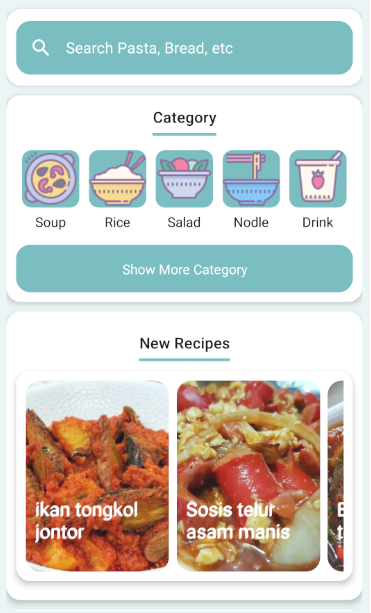 Search Pasta, Bread, etc
Category
Soup
Rice
Salad
Nodle
Drink
Show More Category
New Recipes
ikan tongkol
jontor
Sosis telur
asam manis